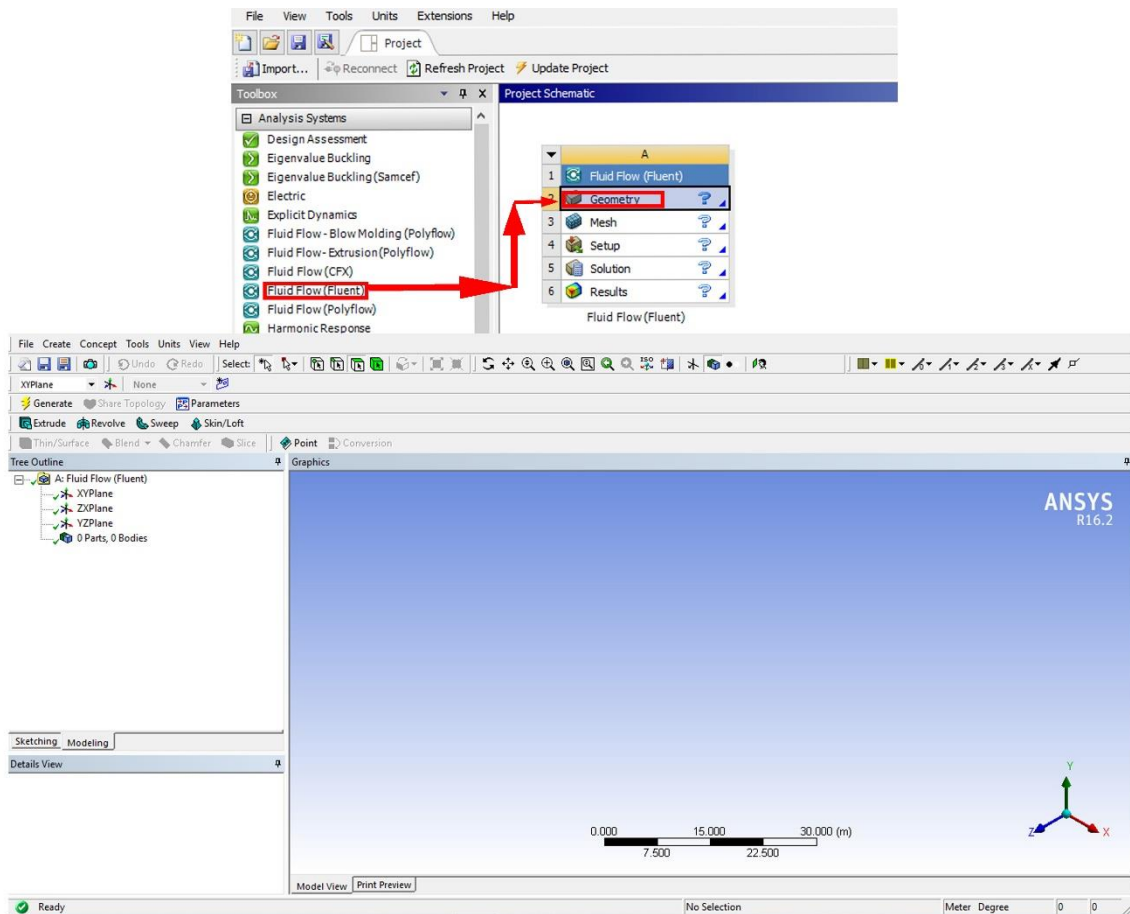 File View Tools Units Extensions Help
Project
Import... Reconnect Refresh Project Update Project
Toolbox
Project Schematic
Analysis Systems
Design Assessment
Eigenvalue Buckling
Eigenvalue Buckling (Samcef)
Electric
Explicit Dynamics
Fluid Flow - Blow Molding (Polyflow)
Fluid Flow - Extrusion (Polyflow)
Fluid Flow (CFX)
Fluid Flow (Fluent)
Fluid Flow (Polyflow)
Harmonic Response
A
1 Fluid Flow (Fluent)
2 Geometry ?
3 Mesh ?
4 Setup ?
5 Solution ?
6 Results ?
Fluid Flow (Fluent)
File Create Concept Tools Units View Help
Undo Redo Select: ISO
XYPlane None
Generate Share Topology Parameters
Extrude Revolve Sweep Skin/Loft
Thin/Surface Blend Chamfer Slice Point Conversion
Tree Outline
Graphics
A: Fluid Flow (Fluent)
XYPlane
ZXPlane
YZPlane
0 Parts, 0 Bodies
ANSYS
R16.2
Sketching Modeling
Details View
Y
Z X
0.000 15.000 30.000 (m)
7.500 22.500
Model View Print Preview
Ready No Selection Meter Degree 0 0